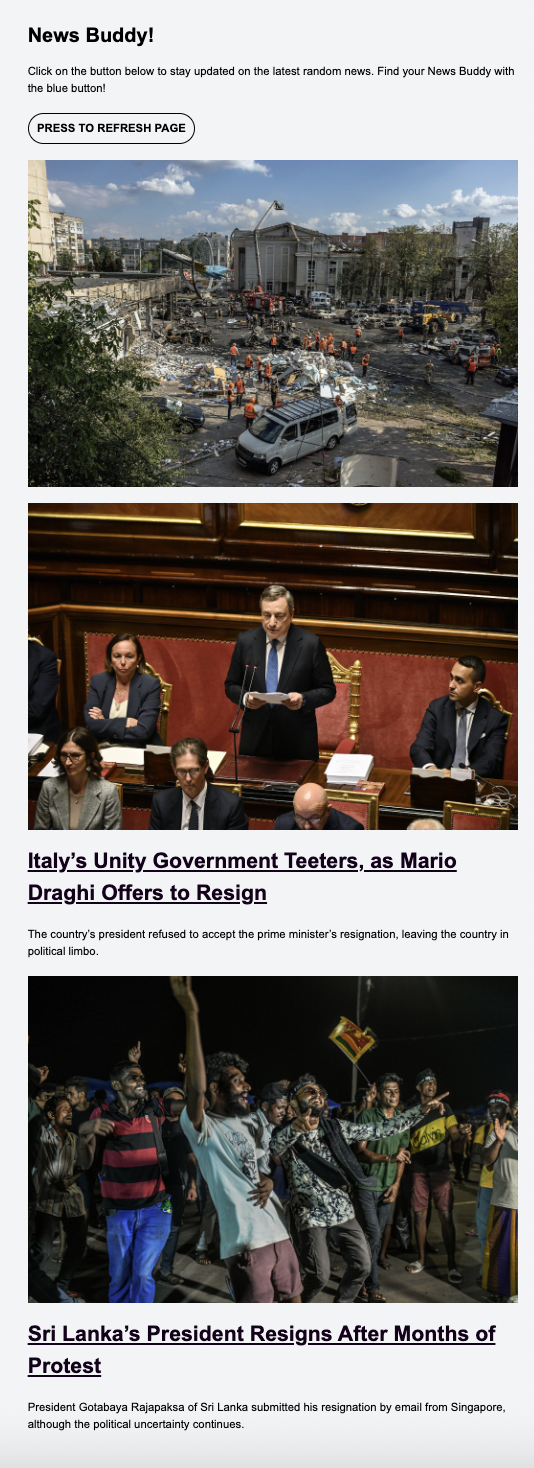 News Buddy!
Click on the button below to stay updated on the latest random news. Find your News Buddy with
the blue button!
PRESS TO REFRESH PAGE
Italy’s Unity Government Teeters, as Mario
Draghi Offers to Resign
The country’s president refused to accept the prime minister’s resignation, leaving the country in
political limbo.
Sri Lanka’s President Resigns After Months of
Protest
President Gotabaya Rajapaksa of Sri Lanka submitted his resignation by email from Singapore,
although the political uncertainty continues.